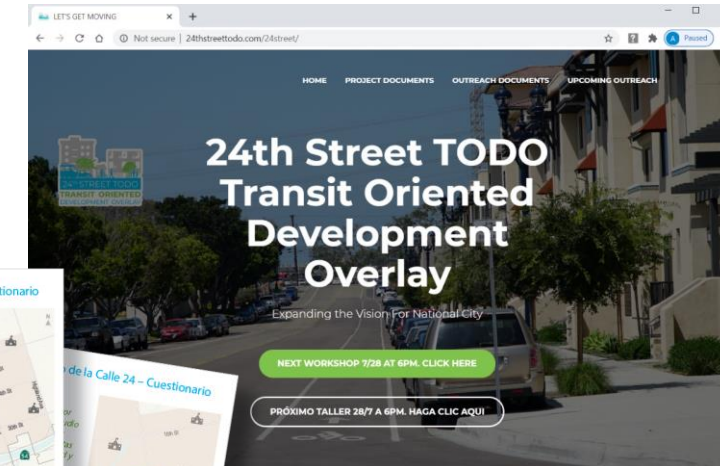 LET'S GET MOVING
Not secure | 24thstreettodo.com/24street/
Paused
HOME PROJECT DOCUMENTS OUTREACH DOCUMENTS UPCOMING OUTREACH
24TH STREET TODO
TRANSIT ORIENTED
DEVELOPMENT OVERLAY
24th Street TODO
Transit Oriented
Development
Overlay
Expanding the Vision For National City
NEXT WORKSHOP 7/28 AT 6PM. CLICK HERE
PRÓXIMO TALLER 28/7 A 6PM. HAGA CLIC AQUI
de la Calle 24 – Cuestionario